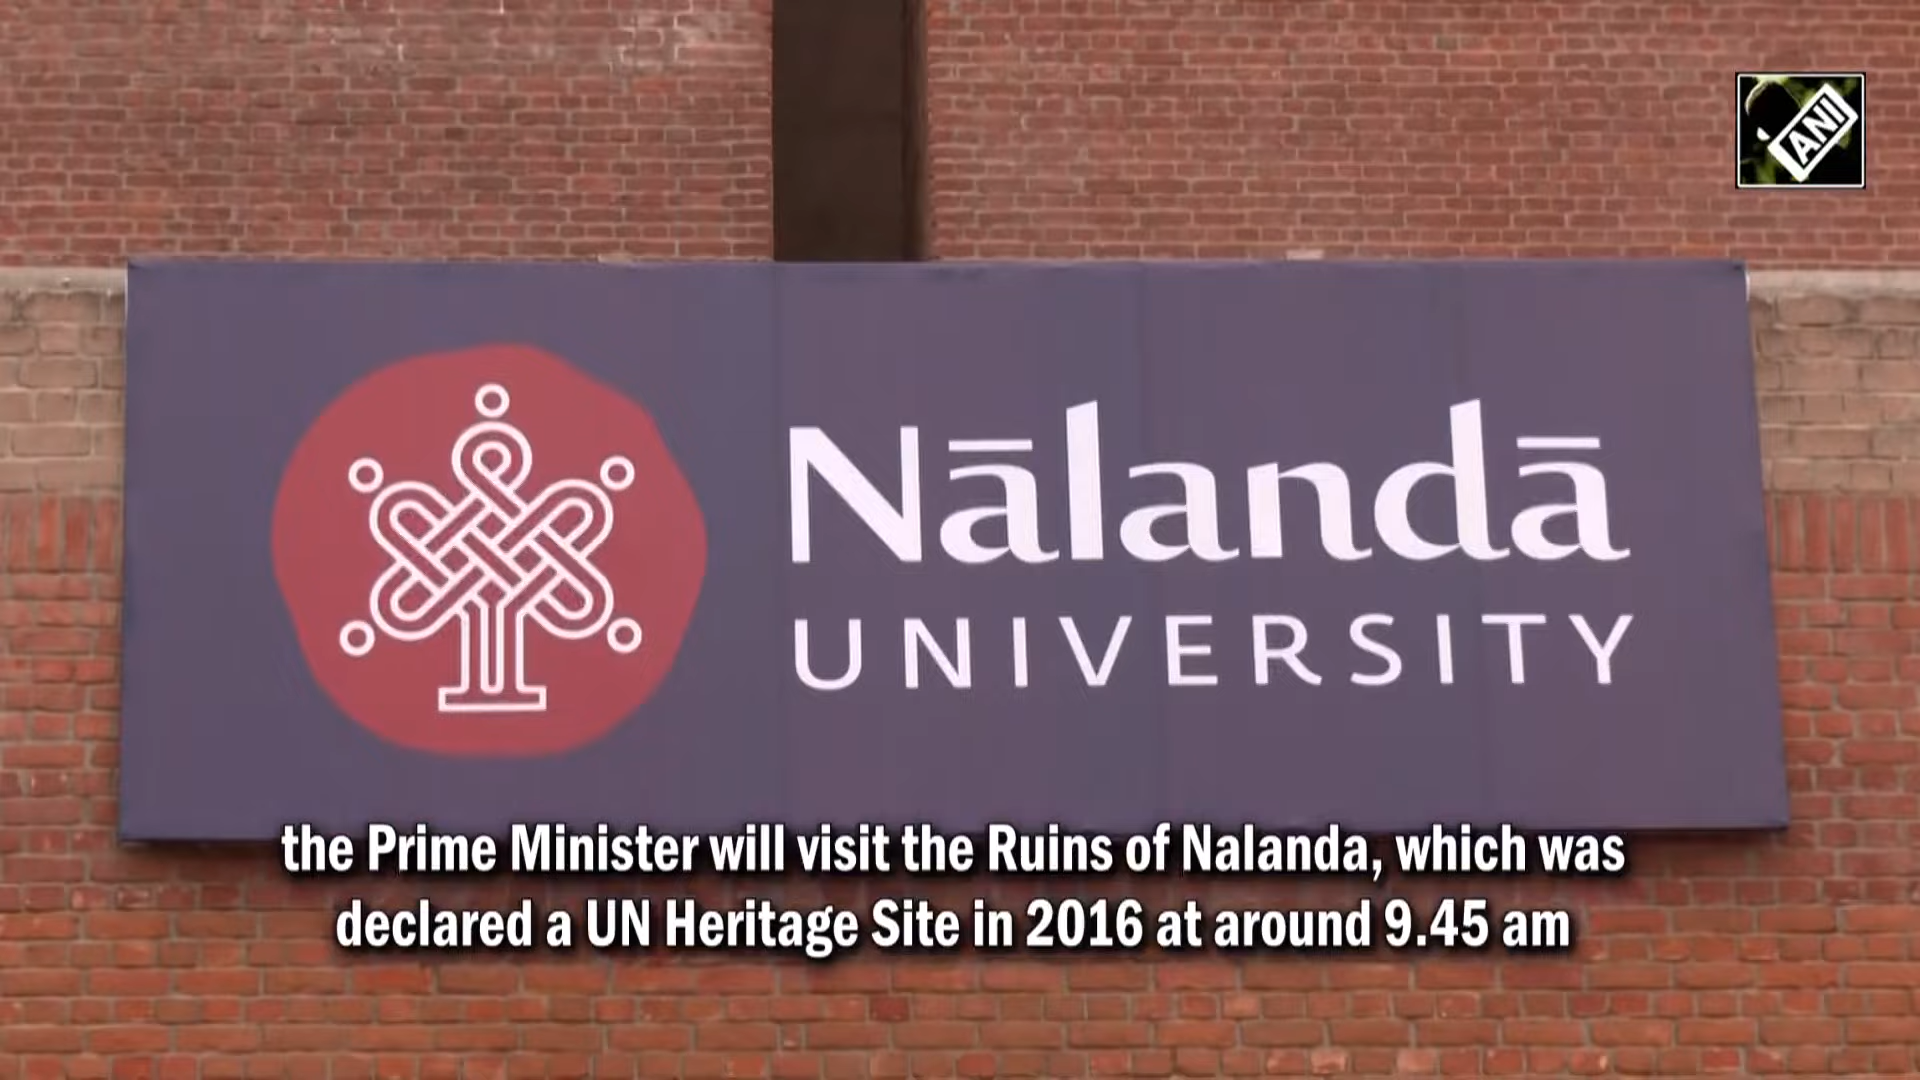 ANI
Nālandā
UNIVERSITY
the Prime Minister will visit the Ruins of Nalanda, which was
declared a UN Heritage Site in 2016 at around 9.45 am